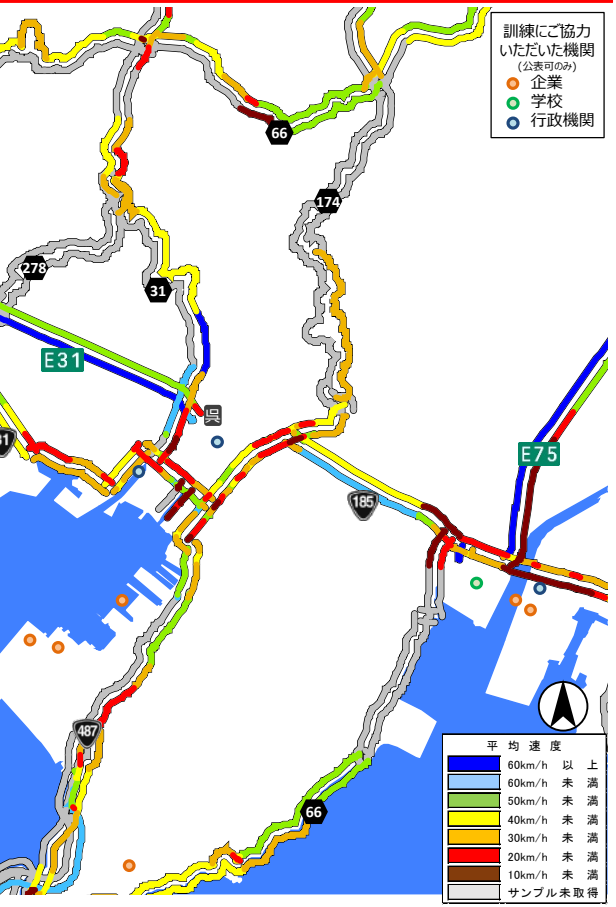 訓練にご協力
いただいた機関
(公表可のみ)
企業
学校
行政機関
66
174
278
31
E31
呉
31
E75
185
487
66
平均速度
60km/h 以上
60km/h 未満
50km/h 未満
40km/h 未満
30km/h 未満
20km/h 未満
10km/h 未満
サンプル未取得